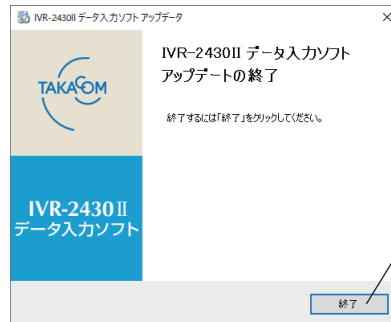 IVR-2430II データ入力ソフト アップデータ
IVR-2430II データ入力ソフト
アップデートの終了
終了するには「終了」をクリックしてください。
TAKACOM
IVR-2430Ⅱ
データ入力ソフト
終了